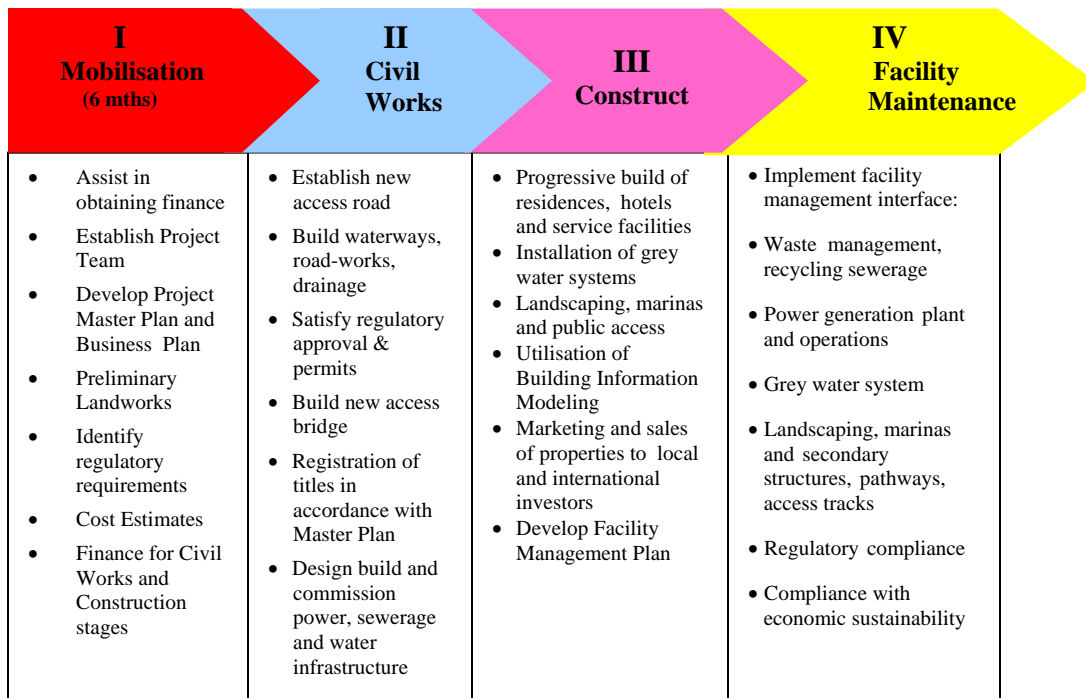 I
Mobilisation
(6 mths)
II
Civil
Works
III
Construct
IV
Facility
Maintenance
• Assist in
obtaining finance
• Establish Project
Team
• Develop Project
Master Plan and
Business Plan
• Preliminary
Landworks
• Identify
regulatory
requirements
• Cost Estimates
• Finance for Civil
Works and
Construction
stages
• Establish new
access road
• Build waterways,
road-works,
drainage
• Satisfy regulatory
approval &
permits
• Build new access
bridge
• Registration of
titles in
accordance with
Master Plan
• Design build and
commission
power, sewerage
and water
infrastructure
• Progressive build of
residences, hotels
and service facilities
• Installation of grey
water systems
• Landscaping, marinas
and public access
• Utilisation of
Building Information
Modeling
• Marketing and sales
of properties to local
and international
investors
• Develop Facility
Management Plan
• Implement facility
management interface:
• Waste management,
recycling sewerage
• Power generation plant
and operations
• Grey water system
• Landscaping, marinas
and secondary
structures, pathways,
access tracks
• Regulatory compliance
• Compliance with
economic sustainability